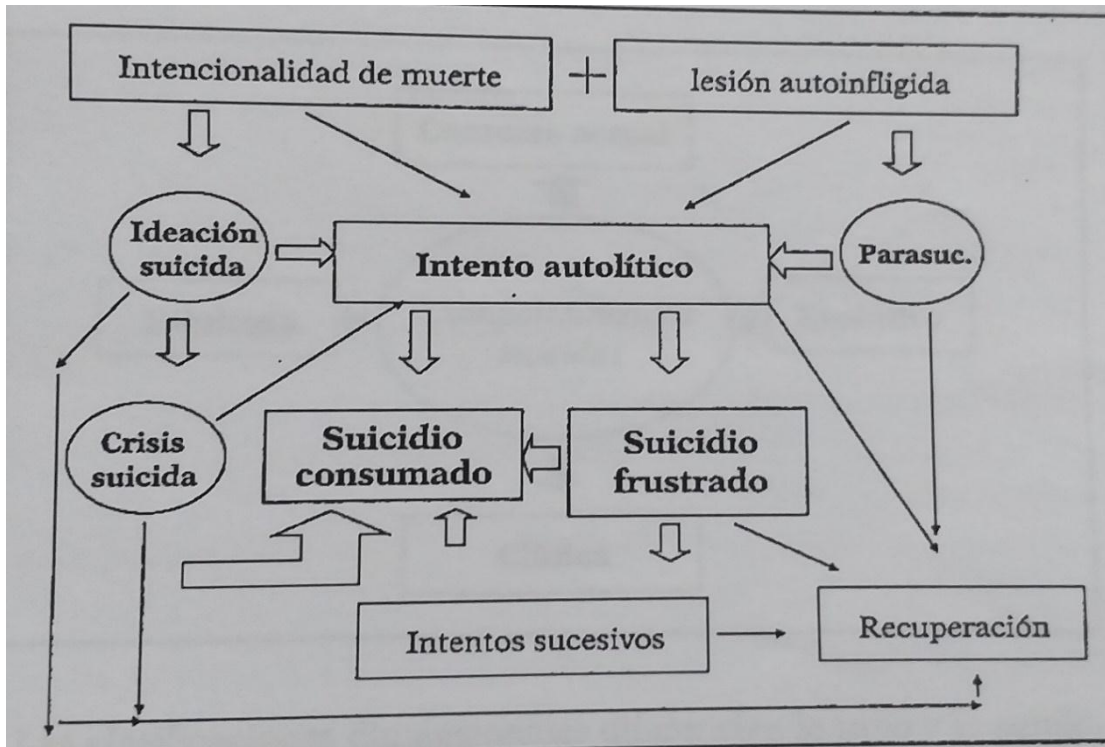 Intencionalidad de muerte
+
lesión autoinfligida
Ideación
suicida
Intento autolítico
Parasuc.
Crisis
suicida
Suicidio
consumado
Suicidio
frustrado
Intentos sucesivos
Recuperación